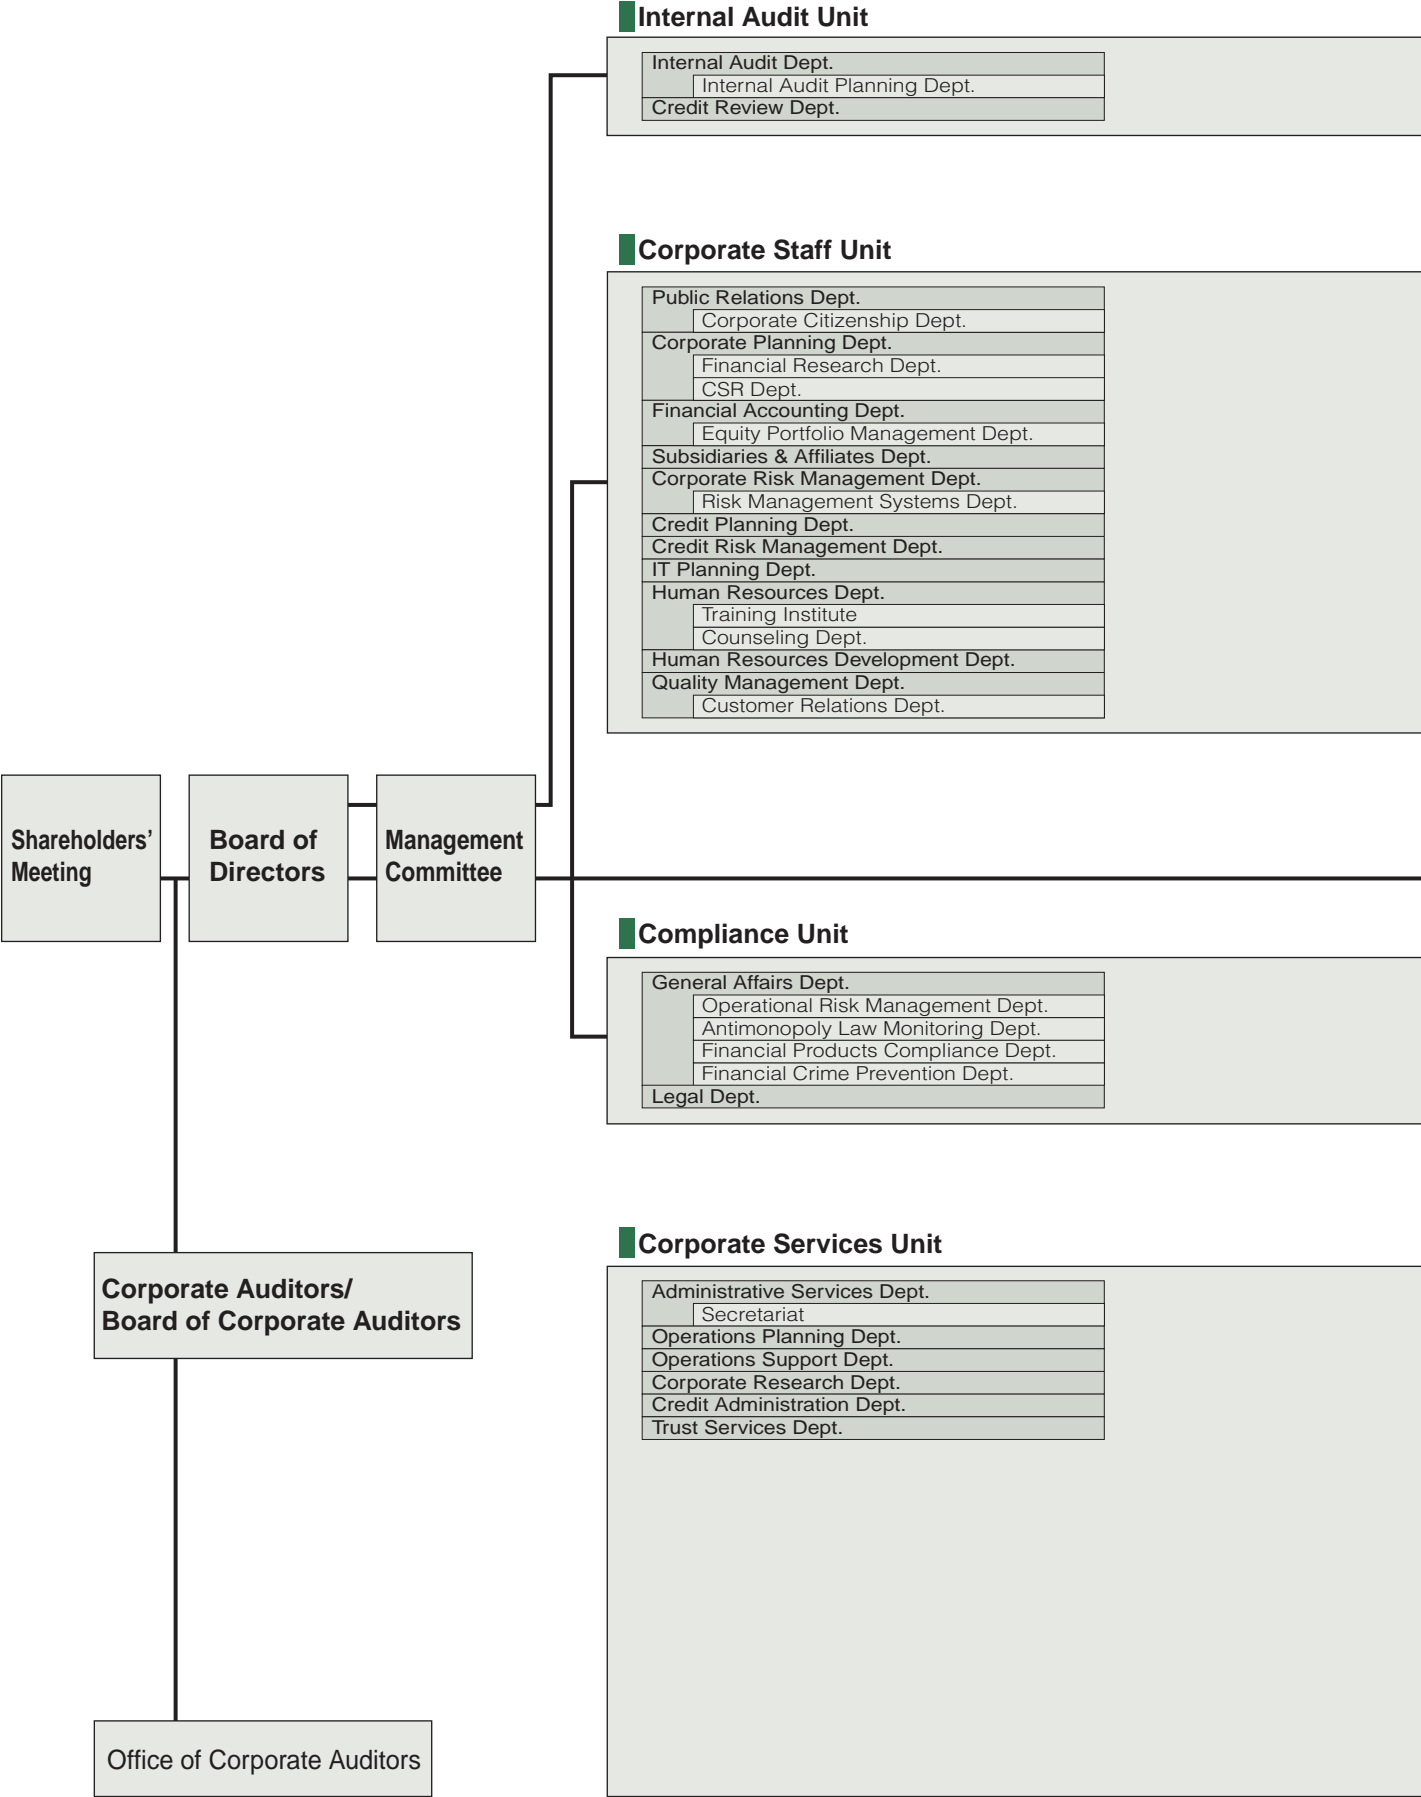 Internal Audit Unit
Internal Audit Dept.
Internal Audit Planning Dept.
Credit Review Dept.
Corporate Staff Unit
Public Relations Dept.
Corporate Citizenship Dept.
Corporate Planning Dept.
Financial Research Dept.
CSR Dept.
Financial Accounting Dept.
Equity Portfolio Management Dept.
Subsidiaries & Affiliates Dept.
Corporate Risk Management Dept.
Risk Management Systems Dept.
Credit Planning Dept.
Credit Risk Management Dept.
IT Planning Dept.
Human Resources Dept.
Training Institute
Counseling Dept.
Human Resources Development Dept.
Quality Management Dept.
Customer Relations Dept.
Shareholders’
Meeting
Board of
Directors
Management
Committee
Compliance Unit
General Affairs Dept.
Operational Risk Management Dept.
Antimonopoly Law Monitoring Dept.
Financial Products Compliance Dept.
Financial Crime Prevention Dept.
Legal Dept.
Corporate Auditors/
Board of Corporate Auditors
Corporate Services Unit
Administrative Services Dept.
Secretariat
Operations Planning Dept.
Operations Support Dept.
Corporate Research Dept.
Credit Administration Dept.
Trust Services Dept.
Office of Corporate Auditors